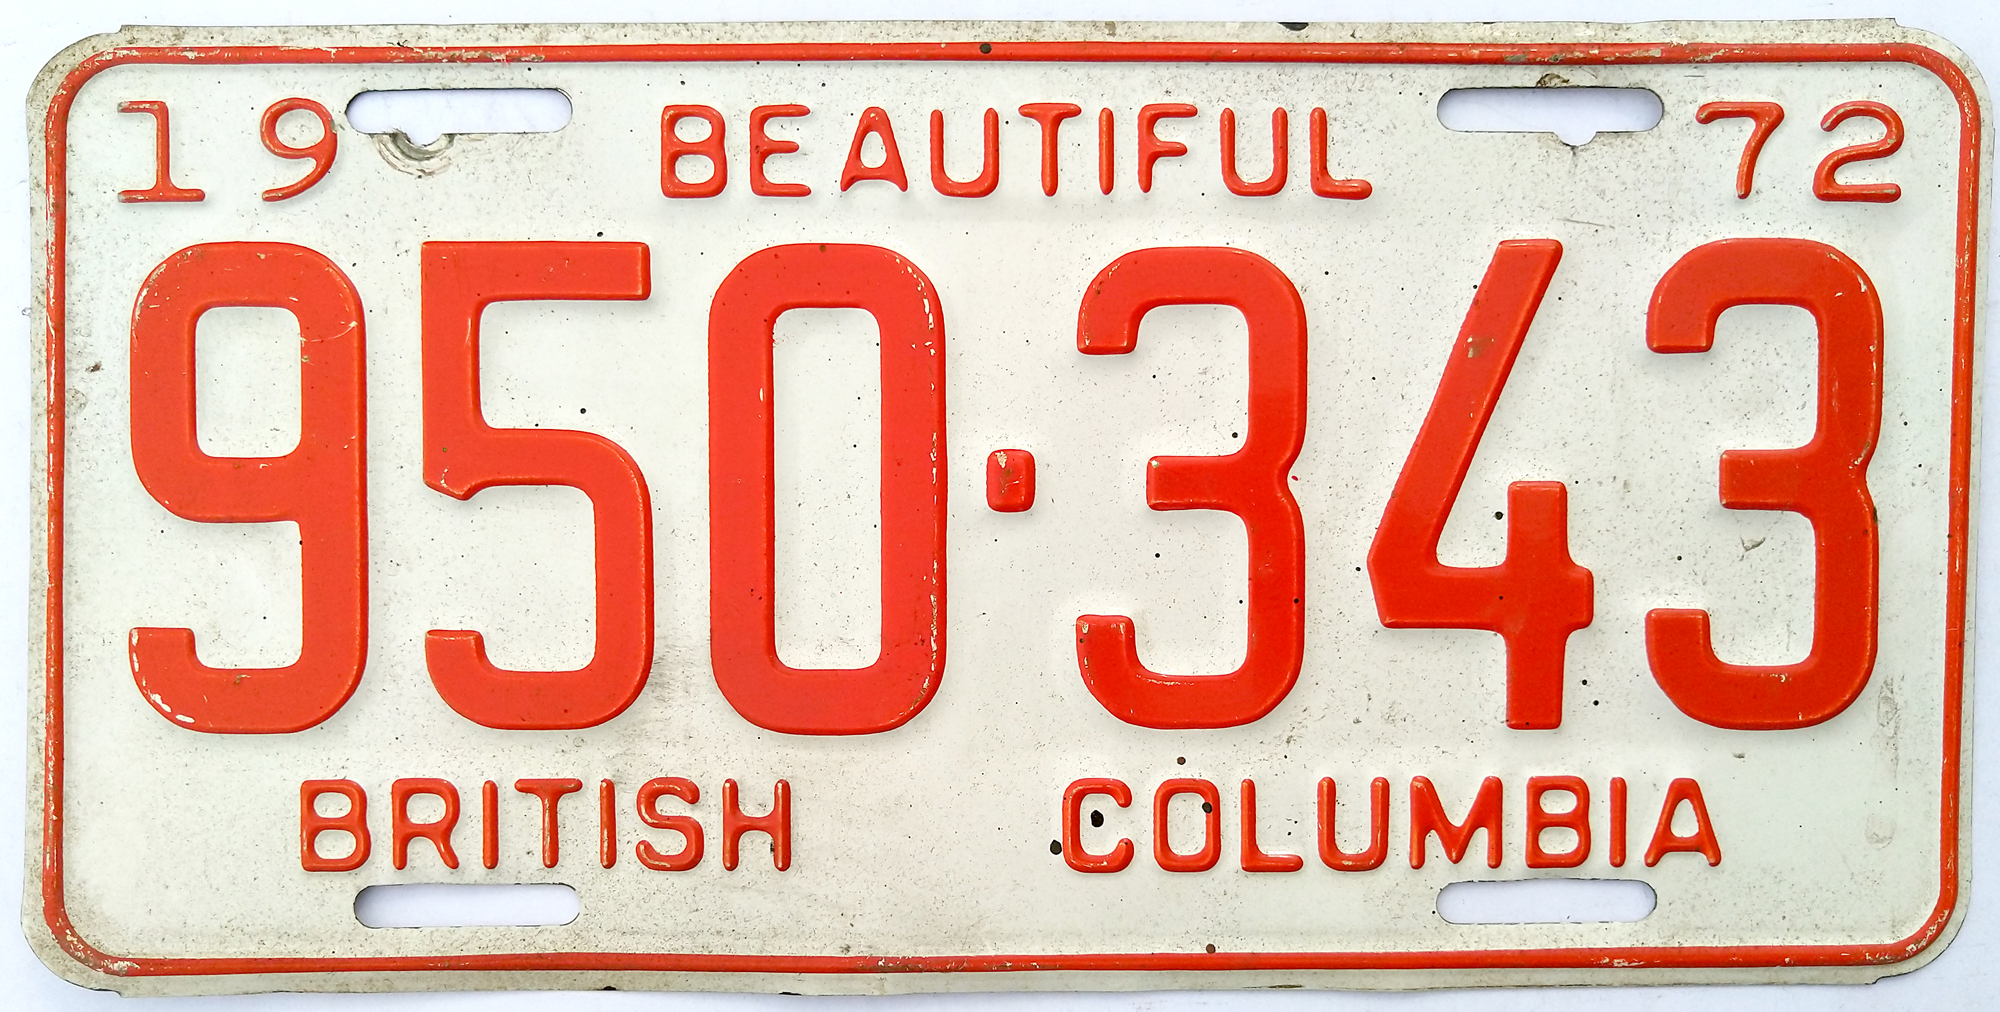 19 BEAUTIFUL 72
950·343
BRITISH COLUMBIA